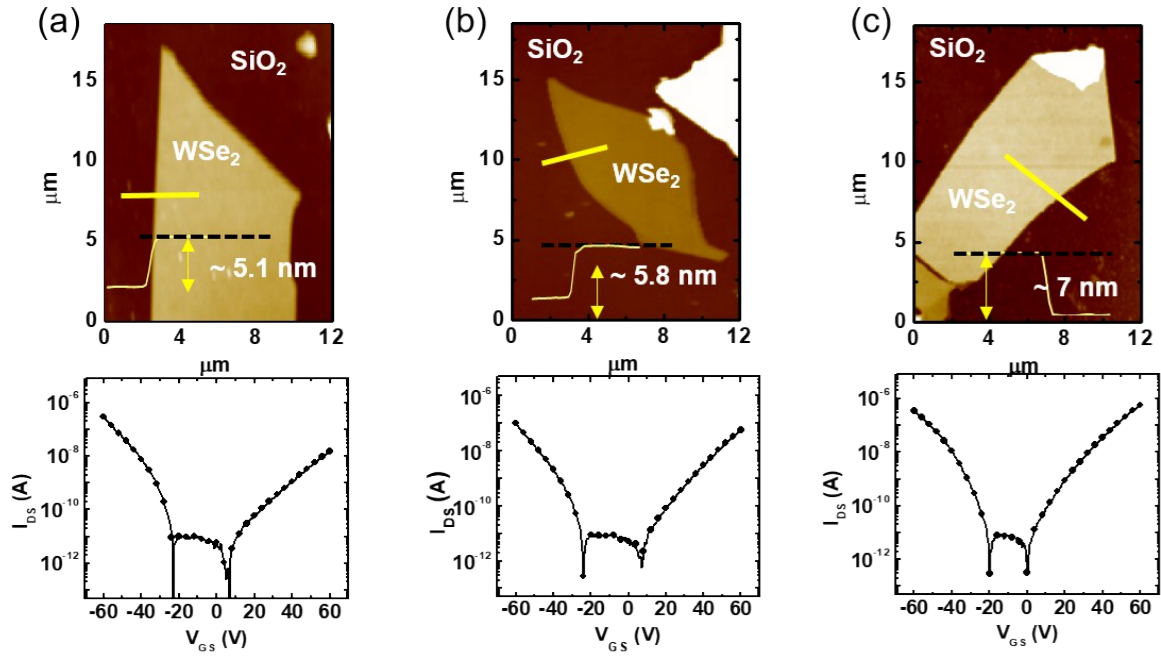 (a)
SiO2
WSe2
~ 5.1 nm
μm
15
10
5
0
0 4 8 12
μm
(b)
SiO2
WSe2
~ 5.8 nm
μm
15
10
5
0
0 4 8 12
μm
(c)
SiO2
WSe2
~ 7 nm
μm
15
10
5
0
0 4 8 12
μm
IDS (A)
10-6
10-8
10-10
10-12
-60 -40 -20 0 20 40 60
VGS (V)
IDS (A)
10-6
10-8
10-10
10-12
-60 -40 -20 0 20 40 60
VGS (V)
IDS (A)
10-6
10-8
10-10
10-12
-60 -40 -20 0 20 40 60
VGS (V)